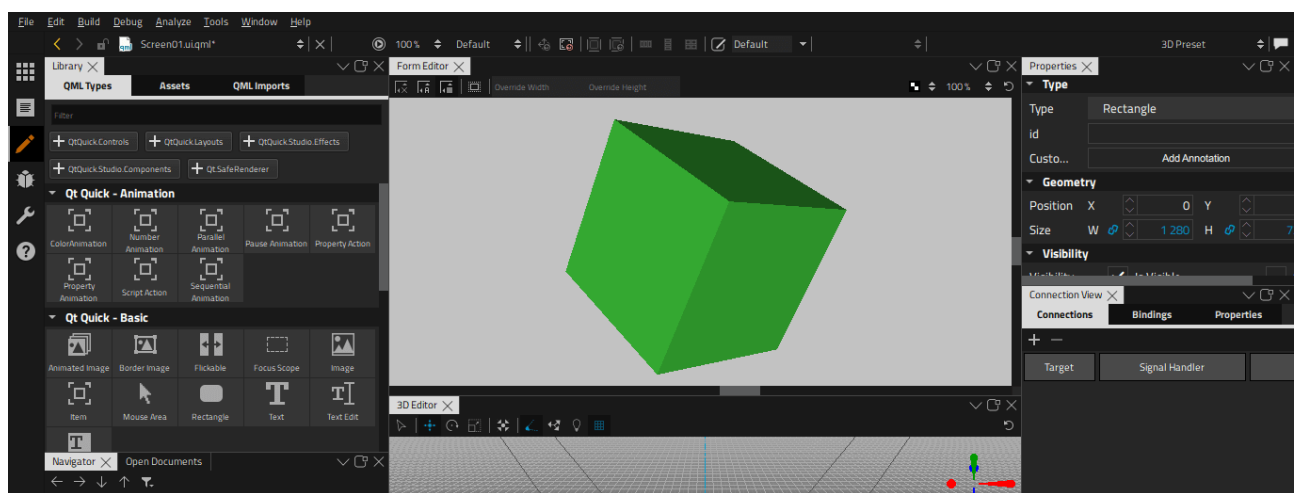 File Edit Build Debug Analyze Tools Window Help
Screen01.ui.qml* 100% Default Default 3D Preset
Library Form Editor Properties
QML Types Assets QML Imports Override Width Override Height 100% Type
Filter Type Rectangle
QtQuick.Controls QtQuick.Layouts QtQuick.Studio.Effects id
QtQuick.Studio.Components Qt.SafeRenderer Custo... Add Annotation
Qt Quick - Animation Geometry
ColorAnimation Number Animation Parallel Animation Pause Animation Property Action Position X 0 Y
Property Animation Script Action Sequential Animation Size W 1 280 H 7
Visibility
Is Visible
Qt Quick - Basic Connection View
Connections Bindings Properties
Animated Image Border Image Flickable Focus Scope Image Target Signal Handler
Item Mouse Area Rectangle Text Text Edit
3D Editor
Navigator Open Documents